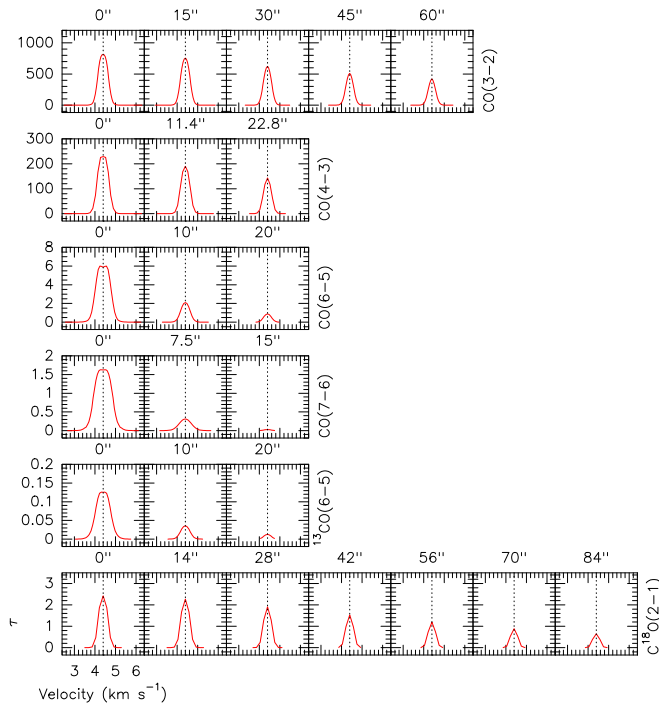 0'' 15'' 30'' 45'' 60''
1000
500
0
CO(3−2)
0'' 11.4'' 22.8''
300
200
100
0
CO(4−3)
0'' 10'' 20''
8
6
4
2
0
CO(6−5)
0'' 7.5'' 15''
2
1.5
1
0.5
0
CO(7−6)
0'' 10'' 20''
0.2
0.15
0.1
0.05
0
¹³CO(6−5)
0'' 14'' 28'' 42'' 56'' 70'' 84''
3
2
1
0
τ
C¹⁸O(2−1)
3 4 5 6
Velocity (km s⁻¹)